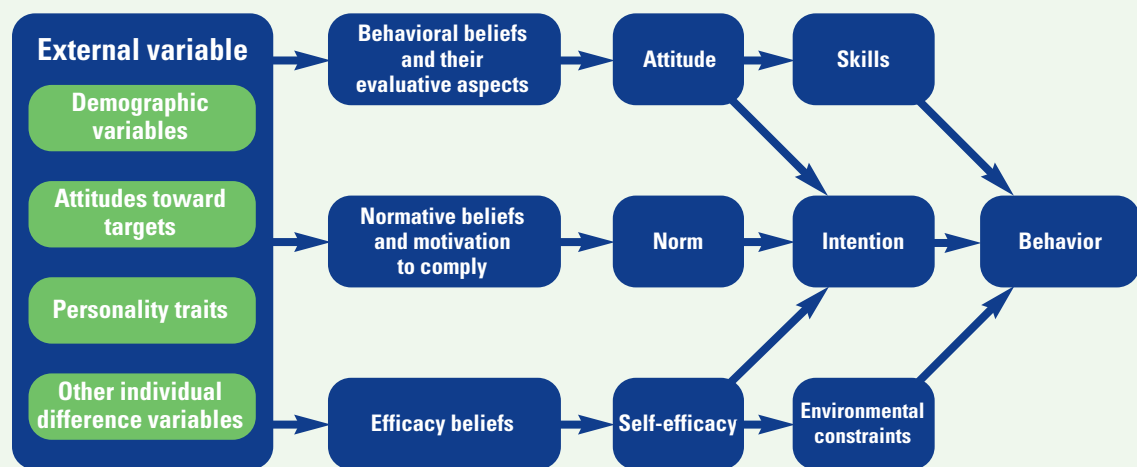 External variable
Demographic
variables
Attitudes toward
targets
Personality traits
Other individual
difference variables
Behavioral beliefs
and their
evaluative aspects
Attitude
Skills
Normative beliefs
and motivation
to comply
Norm
Intention
Behavior
Efficacy beliefs
Self-efficacy
Environmental
constraints